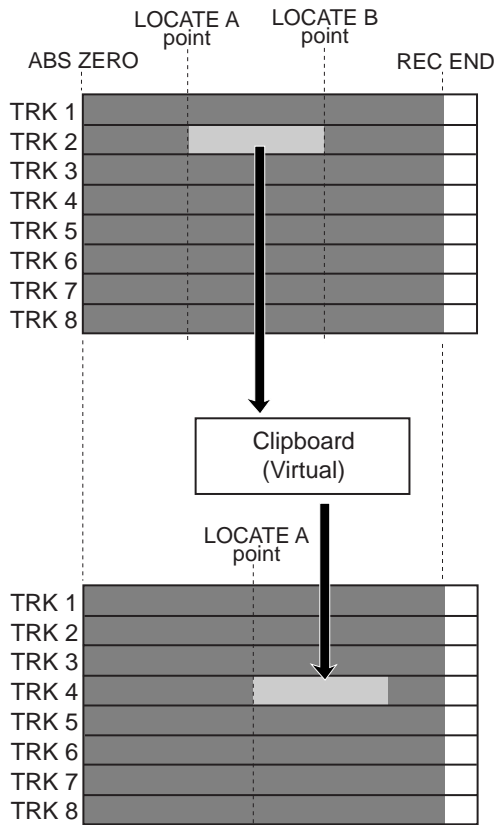 LOCATE A
point
LOCATE B
point
ABS ZERO
REC END
TRK 1
TRK 2
TRK 3
TRK 4
TRK 5
TRK 6
TRK 7
TRK 8
Clipboard
(Virtual)
LOCATE A
point
TRK 1
TRK 2
TRK 3
TRK 4
TRK 5
TRK 6
TRK 7
TRK 8